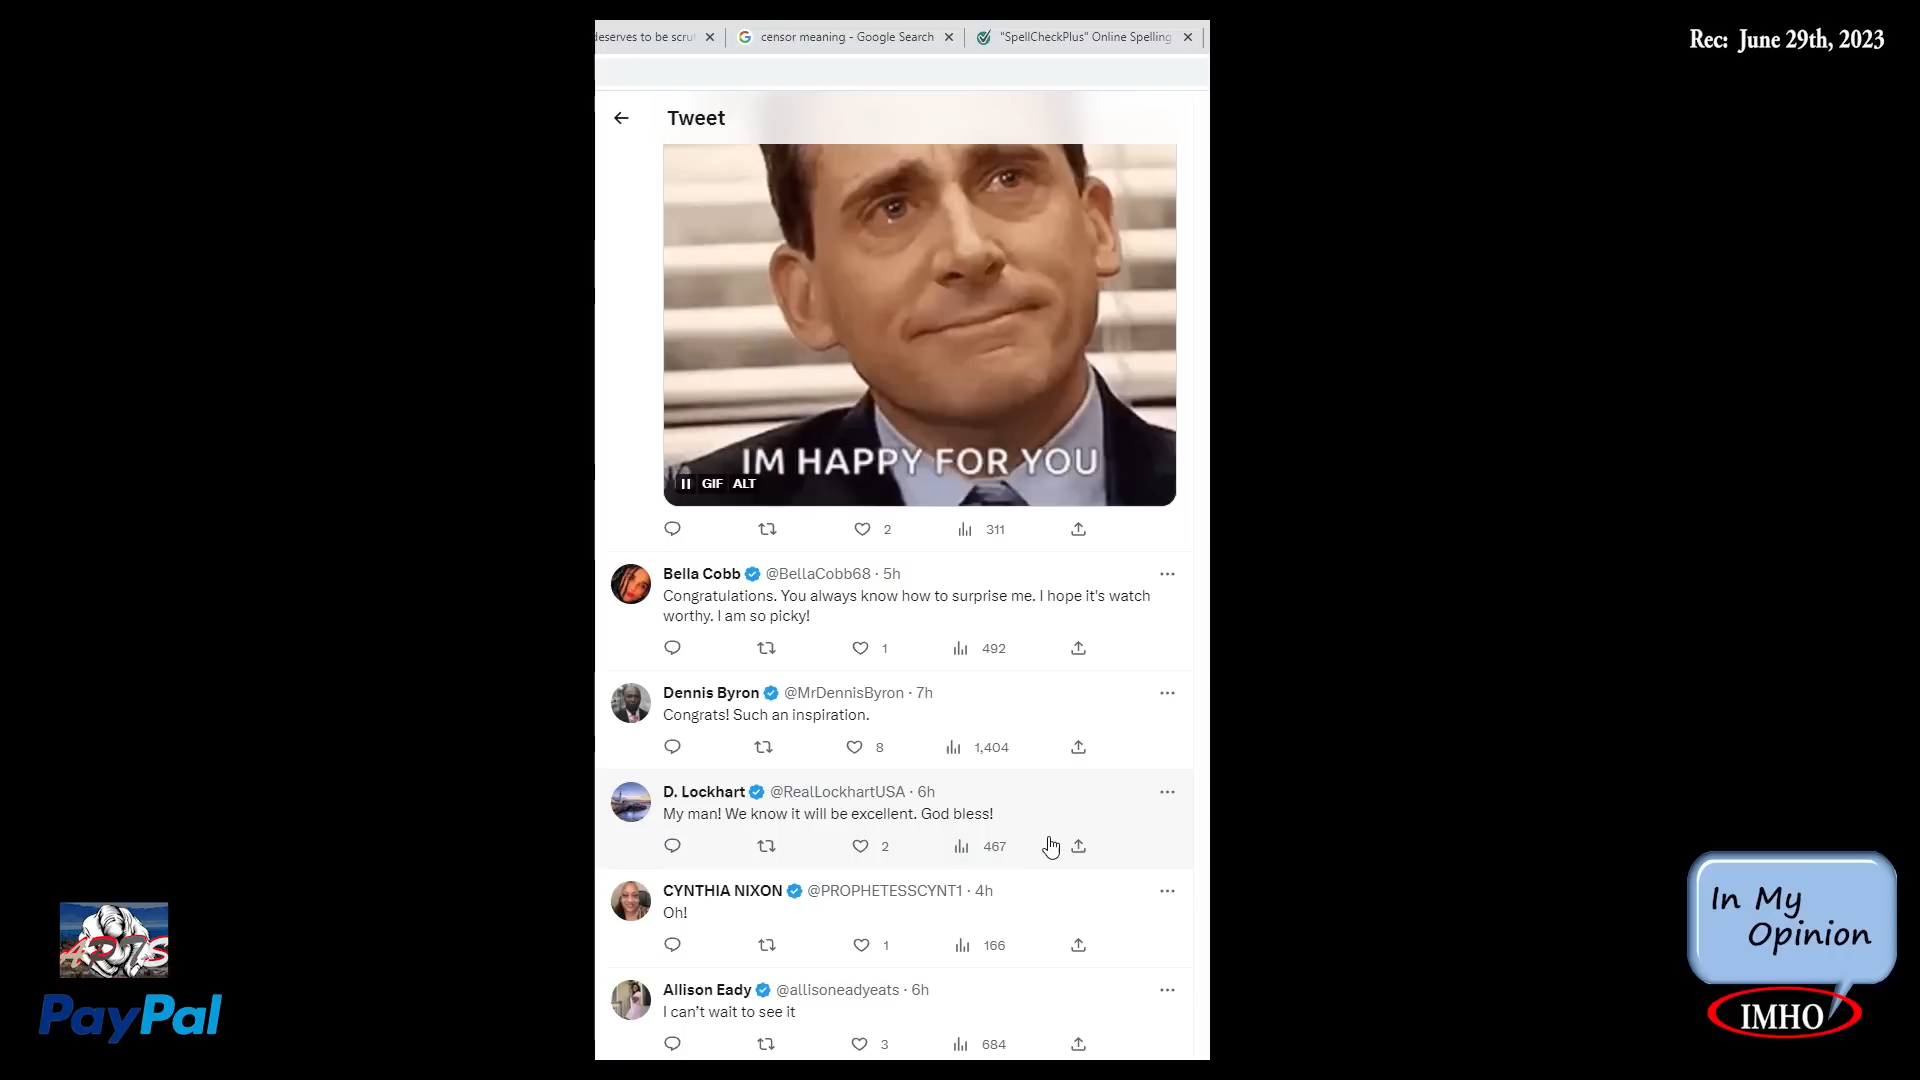 deserves to be scru
censor meaning - Google Search
"SpellCheckPlus" Online Spelling
Rec: June 29th, 2023
Tweet
IM HAPPY FOR YOU
GIF ALT
2 311
Bella Cobb @BellaCobb68 · 5h
Congratulations. You always know how to surprise me. I hope it's watch
worthy. I am so picky!
1 492
Dennis Byron @MrDennisByron · 7h
Congrats! Such an inspiration.
8 1,404
D. Lockhart @RealLockhartUSA · 6h
My man! We know it will be excellent. God bless!
2 467
CYNTHIA NIXON @PROPHETESSCYNT1 · 4h
Oh!
1 166
Allison Eady @allisoneadyeats · 6h
I can't wait to see it
3 684
PayPal
In My
Opinion
IMHO